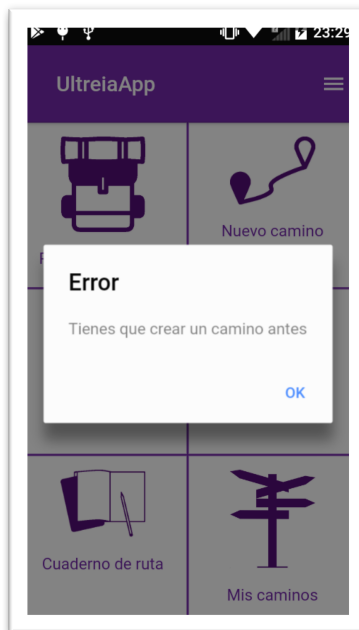 23:29
UltreiaApp
Nuevo camino
Error
Tienes que crear un camino antes
OK
Cuaderno de ruta
Mis caminos